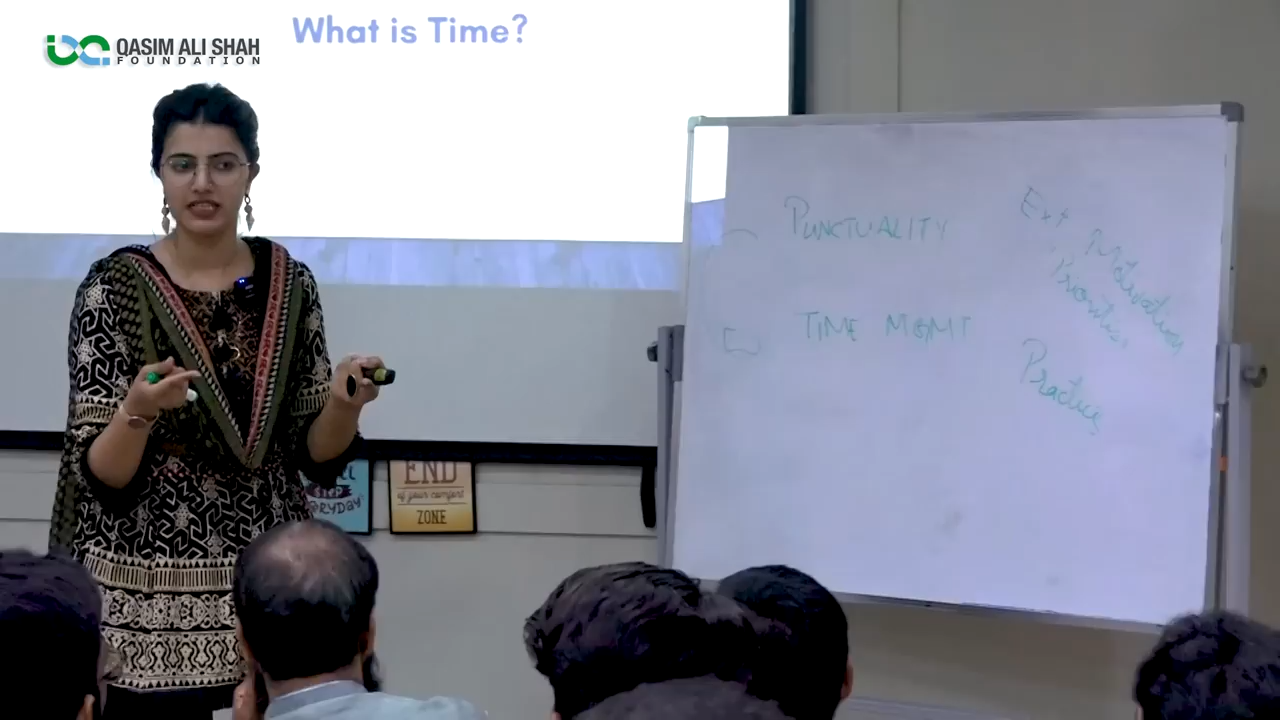 What is Time?
QASIM ALI SHAH
FOUNDATION
PUNCTUALITY
Ext
Motivation
Priorities
TIME MGMT
Practice
END
of your comfort
ZONE
STEP